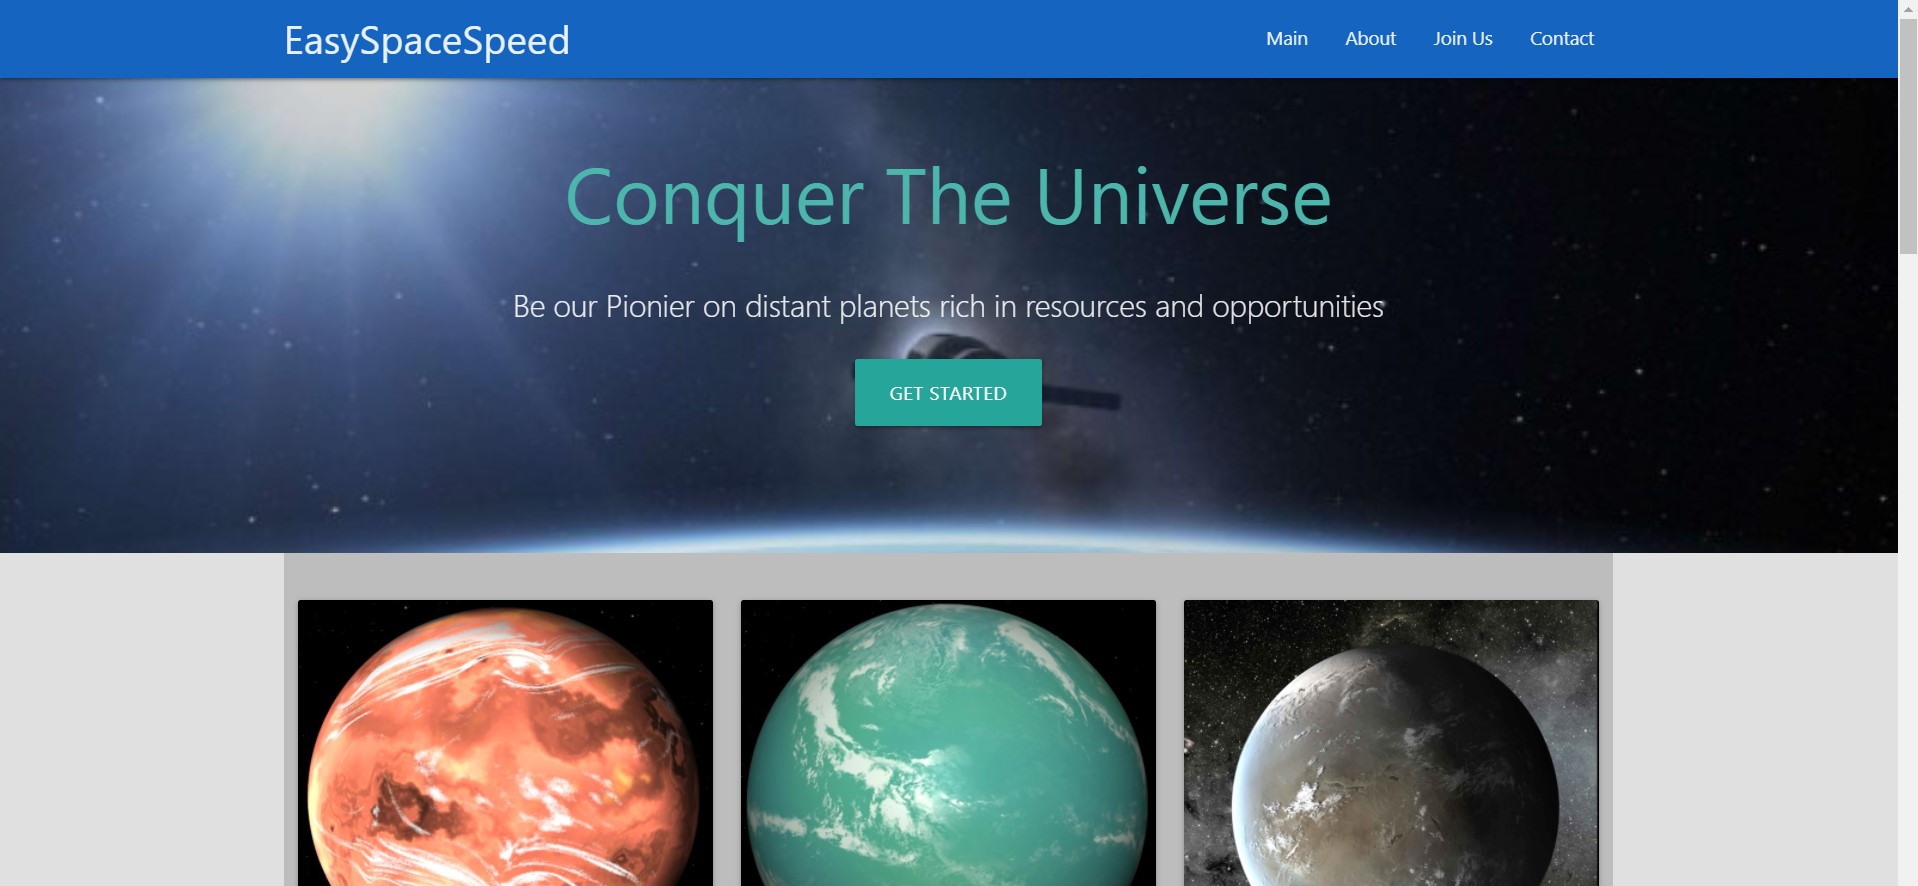 EasySpaceSpeed
Main About Join Us Contact
Conquer The Universe
Be our Pionier on distant planets rich in resources and opportunities
GET STARTED